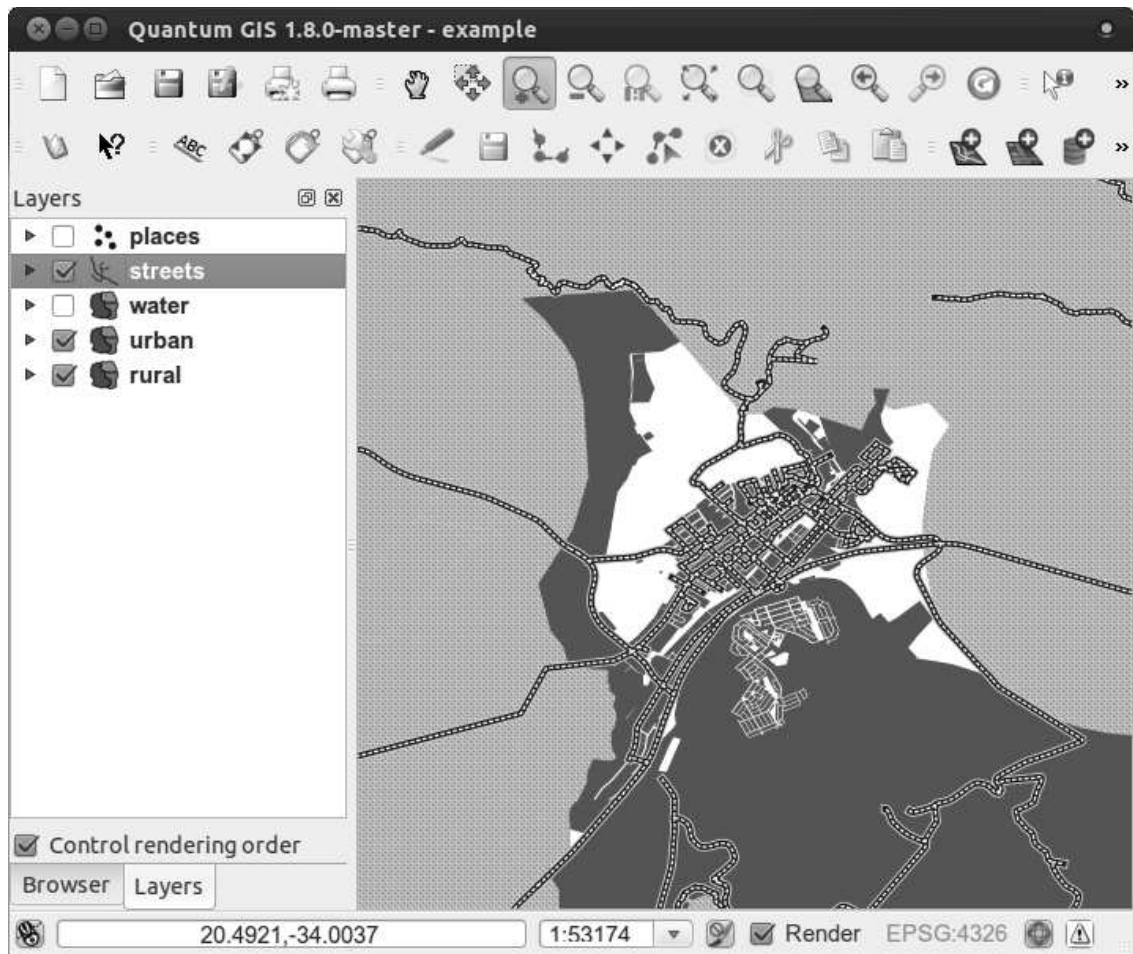 Quantum GIS 1.8.0-master - example
»
ABC
»
Layers
places
streets
water
urban
rural
Control rendering order
Browser Layers
20.4921,-34.0037 1:53174 Render EPSG:4326